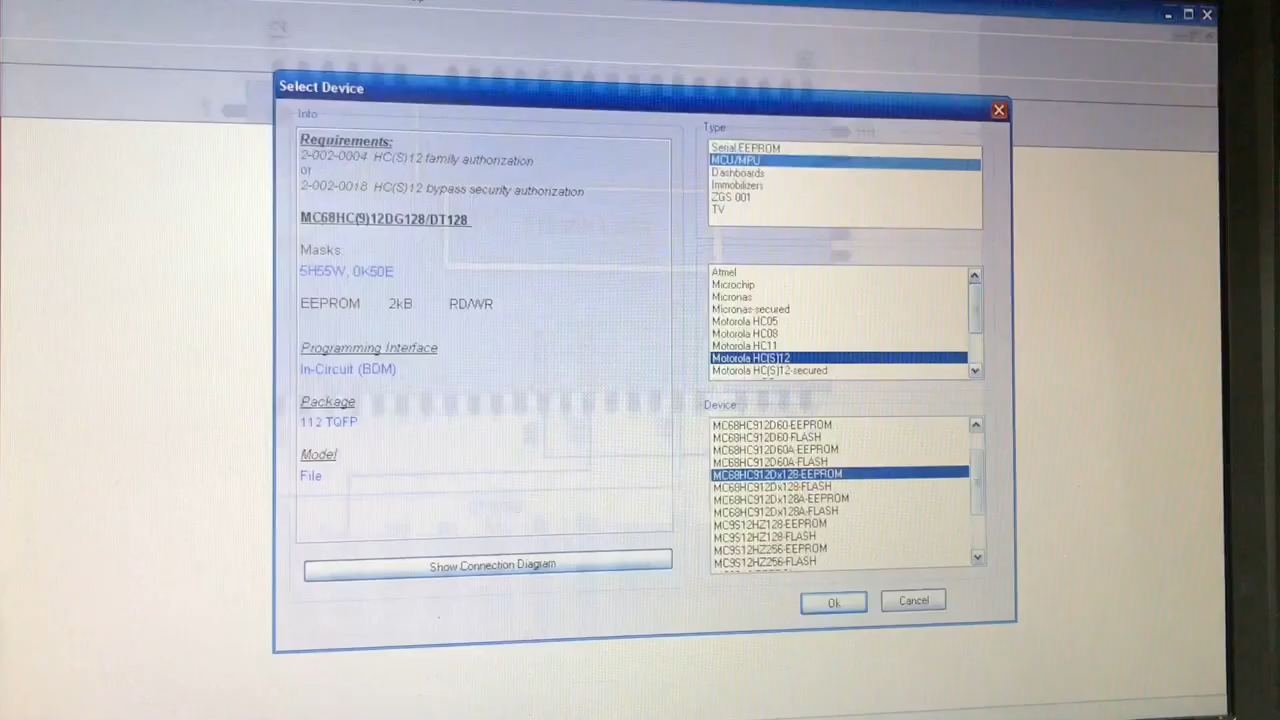 Select Device
Info
Requirements:
2-002-0004 HC(S)12 family authorization
or
2-002-0018 HC(S)12 bypass security authorization
MC68HC(9)12DG128/DT128
Masks:
5H55W, 0K50E
EEPROM 2kB RD/WR
Programming Interface
In-Circuit (BDM)
Package
112 TQFP
Model
File
Show Connection Diagram
Type
Serial EEPROM
MCU/MPU
Dashboards
Immobilizers
ZGS 001
TV
Atmel
Microchip
Micronas
Micronas-secured
Motorola HC05
Motorola HC08
Motorola HC11
Motorola HC(S)12
Motorola HC(S)12-secured
Device
MC68HC912D60-EEPROM
MC68HC912D60-FLASH
MC68HC912D60A-EEPROM
MC68HC912D60A-FLASH
MC68HC912Dx128-EEPROM
MC68HC912Dx128-FLASH
MC68HC912Dx128A-EEPROM
MC68HC912Dx128A-FLASH
MC9S12HZ128-EEPROM
MC9S12HZ128-FLASH
MC9S12HZ256-EEPROM
MC9S12HZ256-FLASH
Ok
Cancel